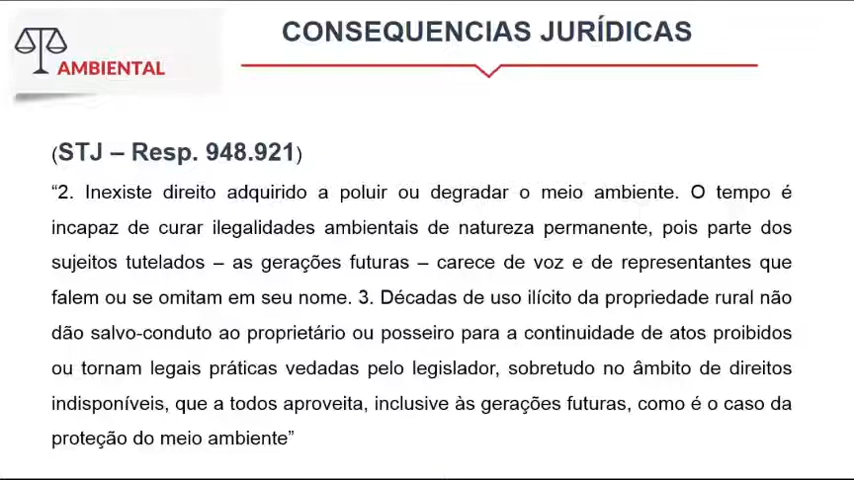 CONSEQUENCIAS JURÍDICAS
AMBIENTAL
(STJ – Resp. 948.921)
“2. Inexiste direito adquirido a poluir ou degradar o meio ambiente. O tempo é
incapaz de curar ilegalidades ambientais de natureza permanente, pois parte dos
sujeitos tutelados – as gerações futuras – carece de voz e de representantes que
falem ou se omitam em seu nome. 3. Décadas de uso ilícito da propriedade rural não
dão salvo-conduto ao proprietário ou posseiro para a continuidade de atos proibidos
ou tornam legais práticas vedadas pelo legislador, sobretudo no âmbito de direitos
indisponíveis, que a todos aproveita, inclusive às gerações futuras, como é o caso da
proteção do meio ambiente”